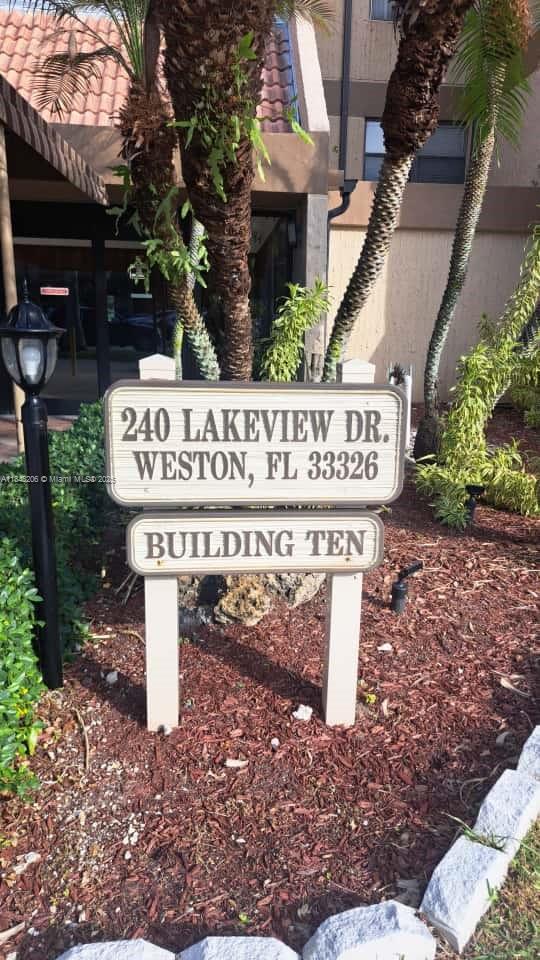 240 LAKEVIEW DR.
WESTON, FL 33326
BUILDING TEN